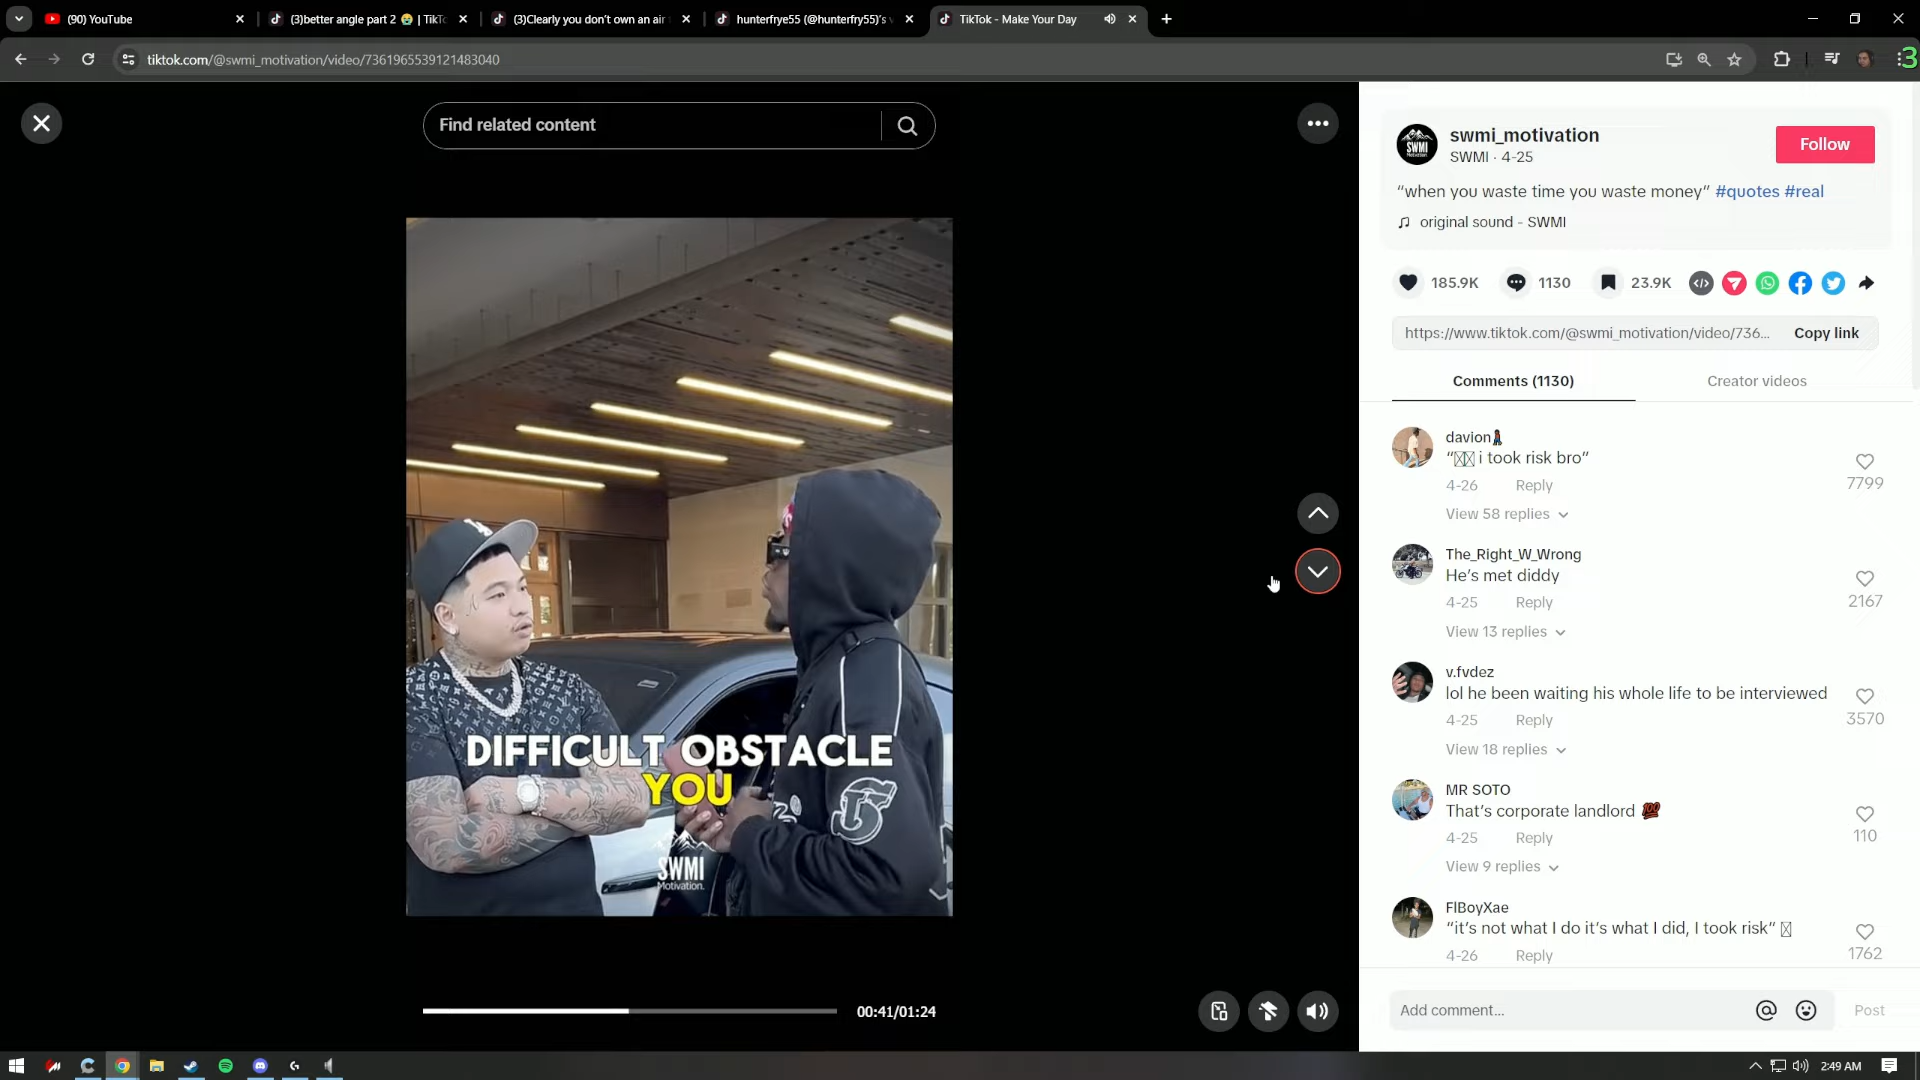 (90) YouTube
(3)better angle part 2 😭 | TikTo
(3)Clearly you don't own an air
hunterfrye55 (@hunterfry55)'s v
TikTok - Make Your Day
tiktok.com/@swmi_motivation/video/7361965539121483040
3
Find related content
DIFFICULT OBSTACLE
YOU
SWMI
Motivation.
00:41/01:24
SWMI
Motivation
swmi_motivation
SWMI · 4-25
Follow
“when you waste time you waste money” #quotes #real
original sound - SWMI
185.9K
1130
23.9K
https://www.tiktok.com/@swmi_motivation/video/736...
Copy link
Comments (1130)
Creator videos
davion
“ i took risk bro”
4-26
Reply
7799
View 58 replies
The_Right_W_Wrong
He’s met diddy
4-25
Reply
2167
View 13 replies
v.fvdez
lol he been waiting his whole life to be interviewed
4-25
Reply
3570
View 18 replies
MR SOTO
That’s corporate landlord 💯
4-25
Reply
110
View 9 replies
FlBoyXae
“it’s not what I do it’s what I did, I took risk”
4-26
Reply
1762
Add comment...
Post
2:49 AM